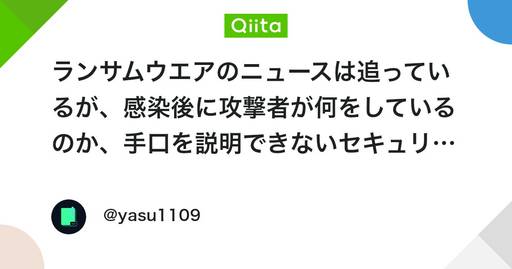 Qiita
ランサムウエアのニュースは追ってい
るが、感染後に攻撃者が何をしている
のか、手口を説明できないセキュリ…
@yasu1109